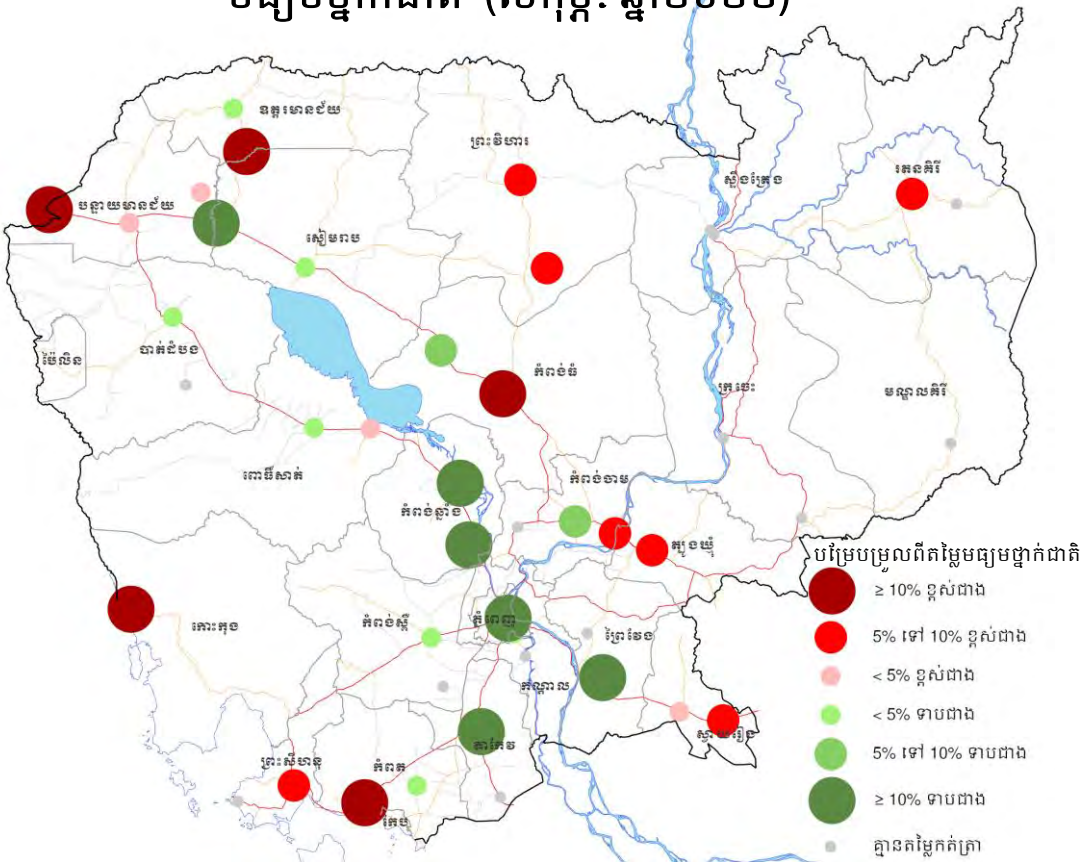 ឧត្តរមានជ័យ
ព្រះវិហារ
ស្ទឹងត្រែង
រតនគិរី
បន្ទាយមានជ័យ
សៀមរាប
ប៉ៃលិន
បាត់ដំបង
កំពង់ធំ
ក្រចេះ
មណ្ឌលគិរី
ពោធិ៍សាត់
កំពង់ចាម
កំពង់ឆ្នាំង
ត្បូងឃ្មុំ
កោះកុង
កំពង់ស្ពឺ
ភ្នំពេញ
ព្រៃវែង
កណ្តាល
ស្វាយរៀង
តាកែវ
ព្រះសីហនុ
កំពត
កែប
បម្រែបម្រួលពីតម្លៃមធ្យមថ្នាក់ជាតិ
≥ 10% ខ្ពស់ជាង
5% ទៅ 10% ខ្ពស់ជាង
< 5% ខ្ពស់ជាង
< 5% ទាបជាង
5% ទៅ 10% ទាបជាង
≥ 10% ទាបជាង
គ្មានតម្លៃកត់ត្រា